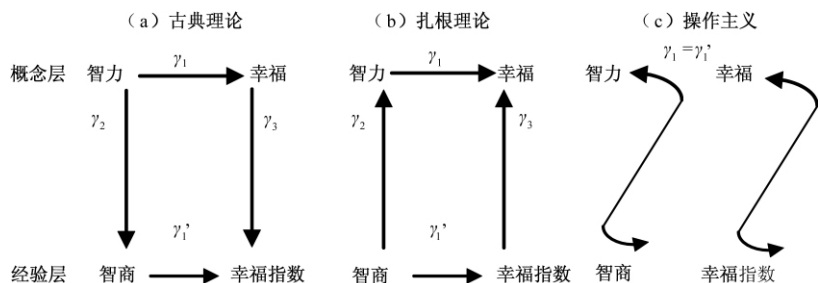 (a) 古典理论 (b) 扎根理论 (c) 操作主义
概念层 智力 γ₁ 幸福 智力 γ₁ 幸福 智力 γ₁=γ₁’ 幸福
γ₂ γ₃ γ₂ γ₃
γ₁’ γ₁’
经验层 智商 幸福指数 智商 幸福指数 智商 幸福指数